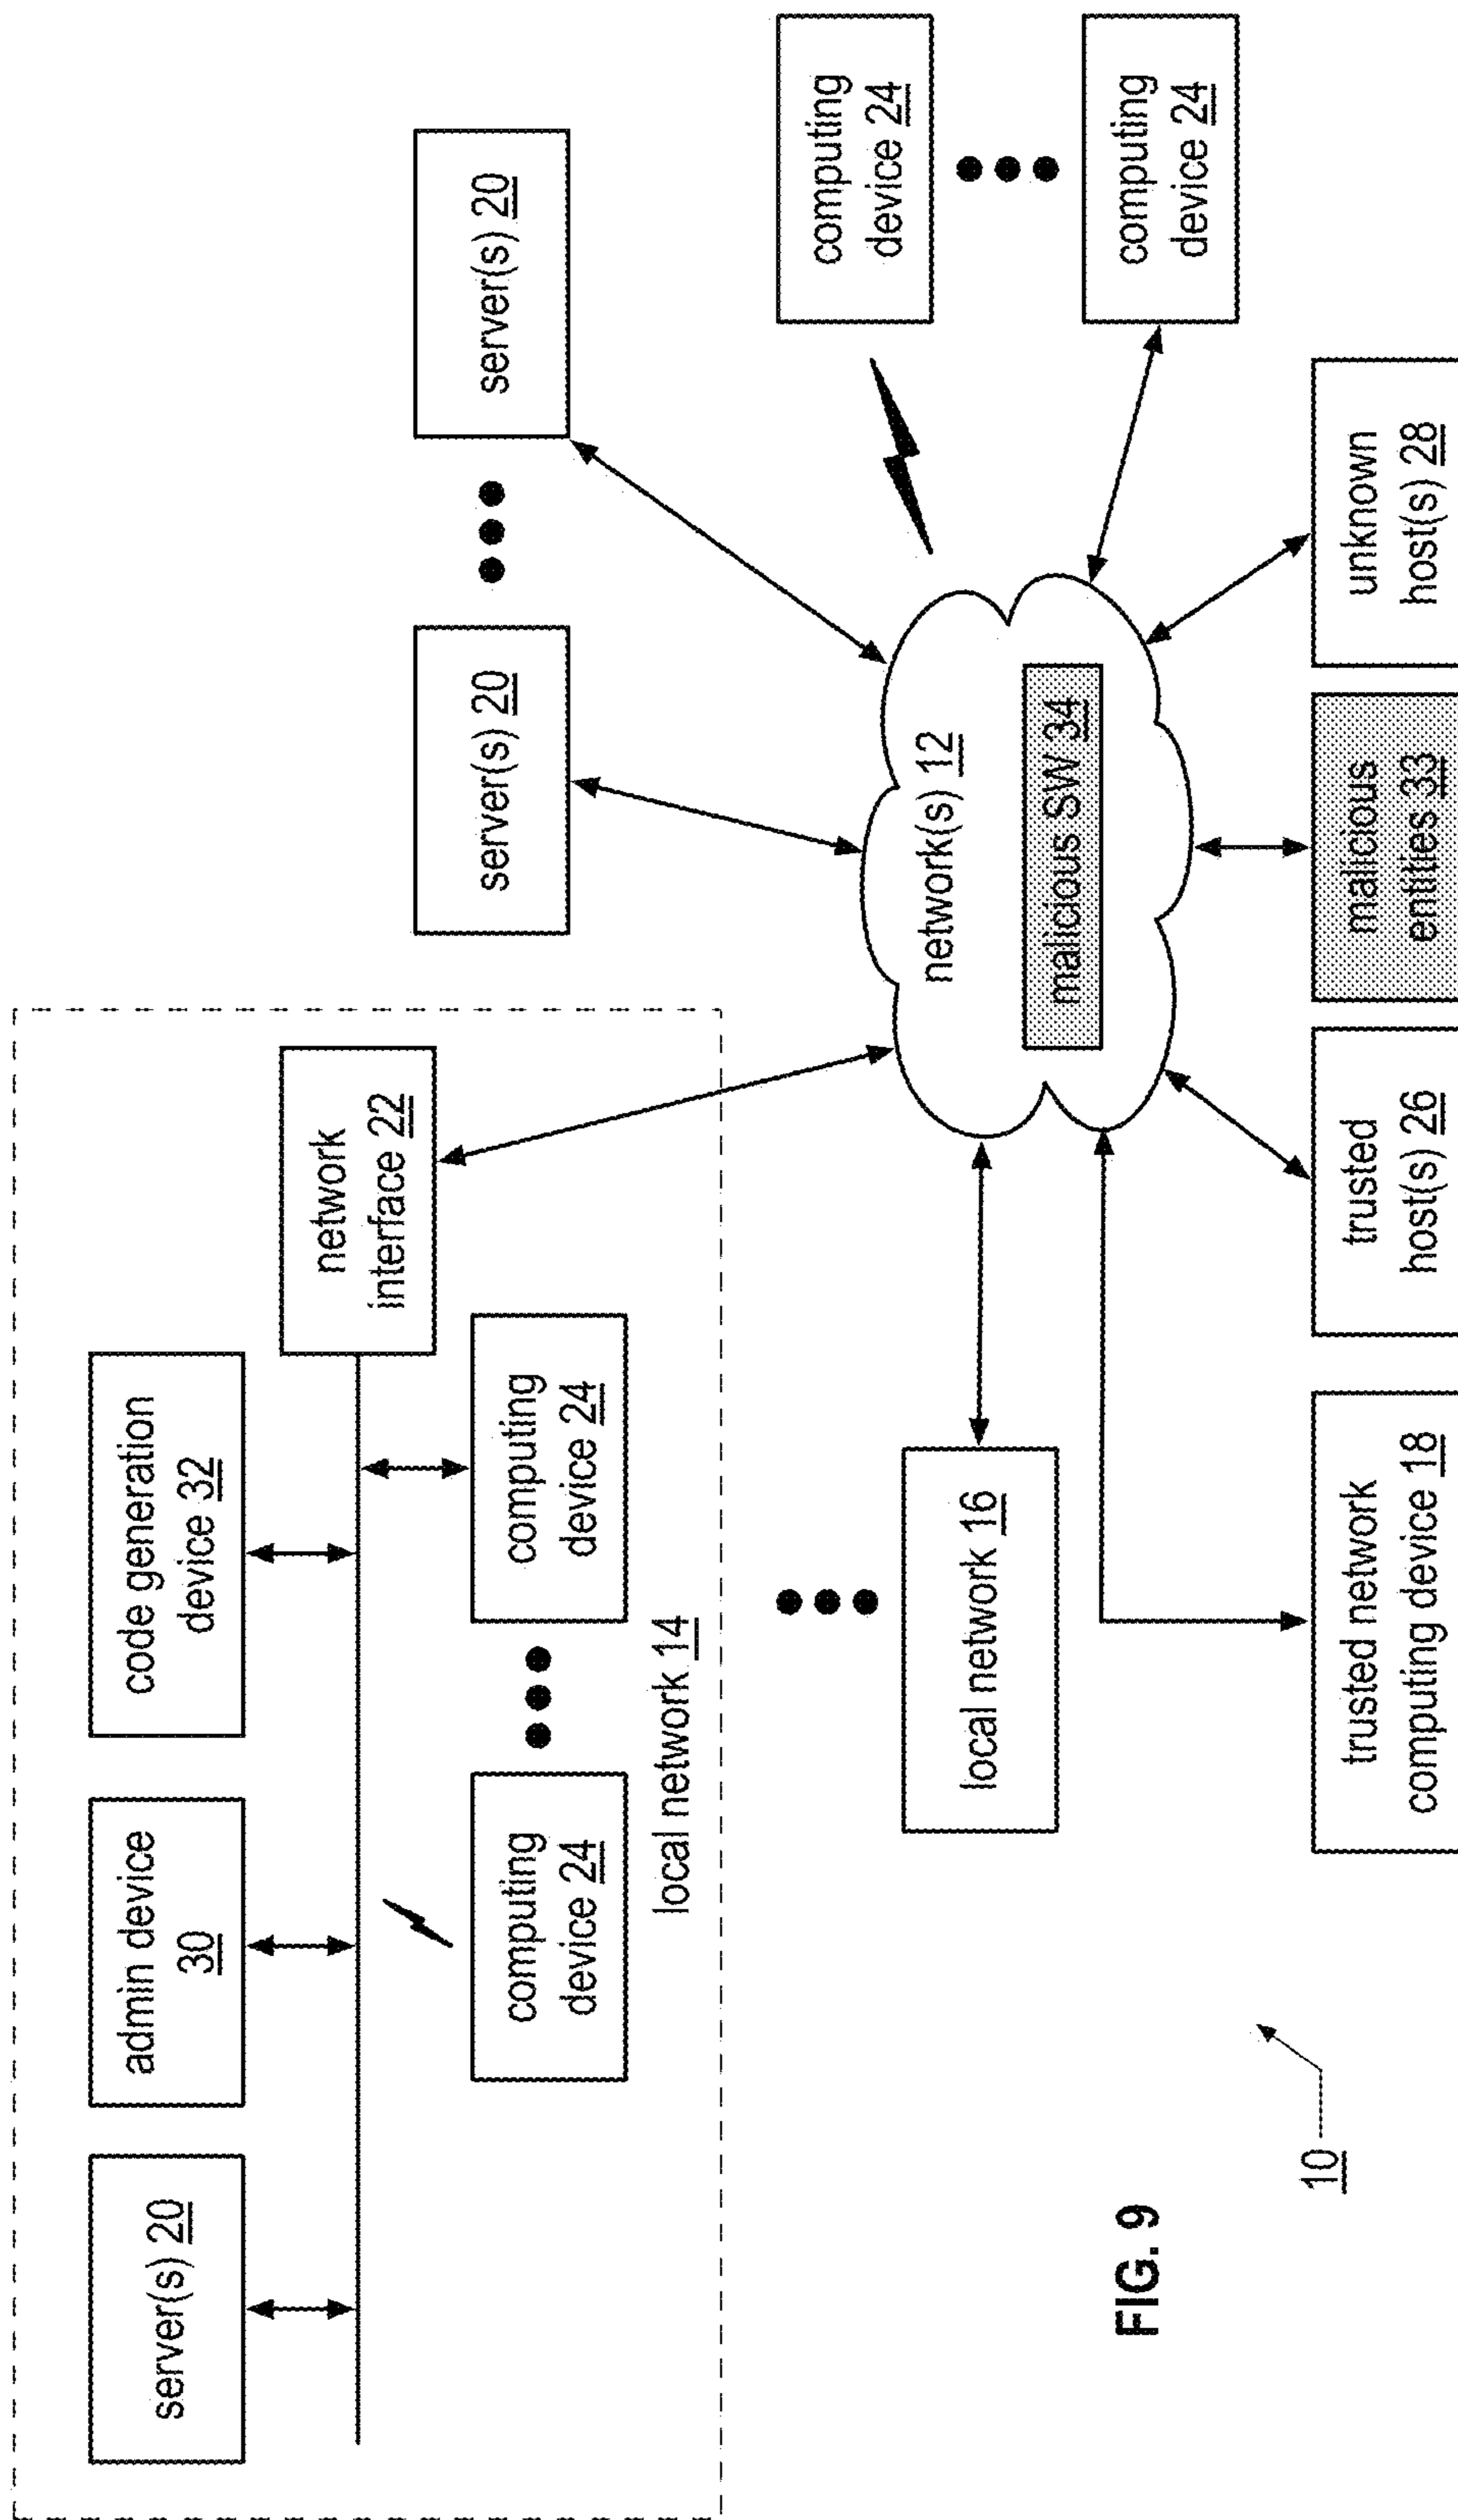 server(s) 20
admin device
30
code generation
device 32
network
interface 22
computing
device 24
computing
device 24
local network 14
server(s) 20
server(s) 20
computing
device 24
computing
device 24
network(s) 12
malicious SW 34
local network 16
trusted network
computing device 18
trusted
host(s) 26
malicious
entities 33
unknown
host(s) 28
FIG. 9
10